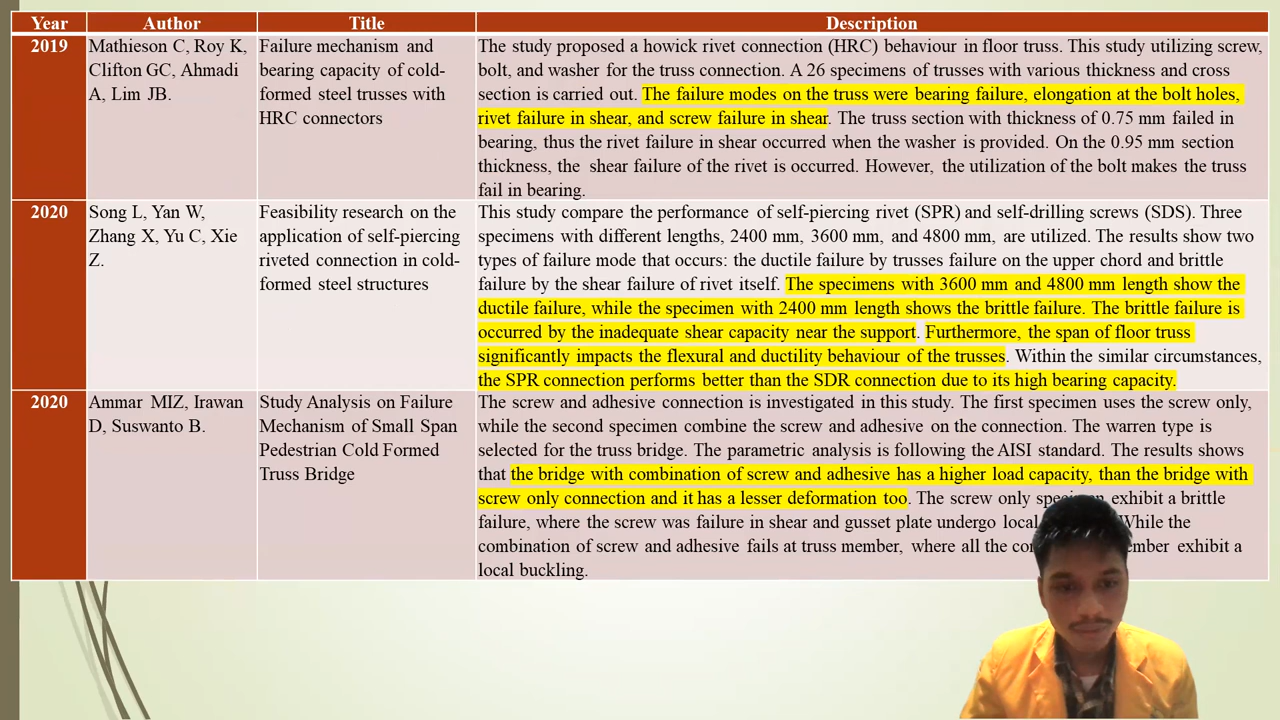 Year Author Title Description
2019
Mathieson C, Roy K,
Clifton GC, Ahmadi
A, Lim JB.
Failure mechanism and
bearing capacity of cold-
formed steel trusses with
HRC connectors
The study proposed a howick rivet connection (HRC) behaviour in floor truss. This study utilizing screw,
bolt, and washer for the truss connection. A 26 specimens of trusses with various thickness and cross
section is carried out. The failure modes on the truss were bearing failure, elongation at the bolt holes,
rivet failure in shear, and screw failure in shear. The truss section with thickness of 0.75 mm failed in
bearing, thus the rivet failure in shear occurred when the washer is provided. On the 0.95 mm section
thickness, the shear failure of the rivet is occurred. However, the utilization of the bolt makes the truss
fail in bearing.
2020
Song L, Yan W,
Zhang X, Yu C, Xie
Z.
Feasibility research on the
application of self-piercing
riveted connection in cold-
formed steel structures
This study compare the performance of self-piercing rivet (SPR) and self-drilling screws (SDS). Three
specimens with different lengths, 2400 mm, 3600 mm, and 4800 mm, are utilized. The results show two
types of failure mode that occurs: the ductile failure by trusses failure on the upper chord and brittle
failure by the shear failure of rivet itself. The specimens with 3600 mm and 4800 mm length show the
ductile failure, while the specimen with 2400 mm length shows the brittle failure. The brittle failure is
occurred by the inadequate shear capacity near the support. Furthermore, the span of floor truss
significantly impacts the flexural and ductility behaviour of the trusses. Within the similar circumstances,
the SPR connection performs better than the SDR connection due to its high bearing capacity.
2020
Ammar MIZ, Irawan
D, Suswanto B.
Study Analysis on Failure
Mechanism of Small Span
Pedestrian Cold Formed
Truss Bridge
The screw and adhesive connection is investigated in this study. The first specimen uses the screw only,
while the second specimen combine the screw and adhesive on the connection. The warren type is
selected for the truss bridge. The parametric analysis is following the AISI standard. The results shows
that the bridge with combination of screw and adhesive has a higher load capacity, than the bridge with
screw only connection and it has a lesser deformation too. The screw only specimen exhibit a brittle
failure, where the screw was failure in shear and gusset plate undergo local While the
combination of screw and adhesive fails at truss member, where all the exhibit a
local buckling.